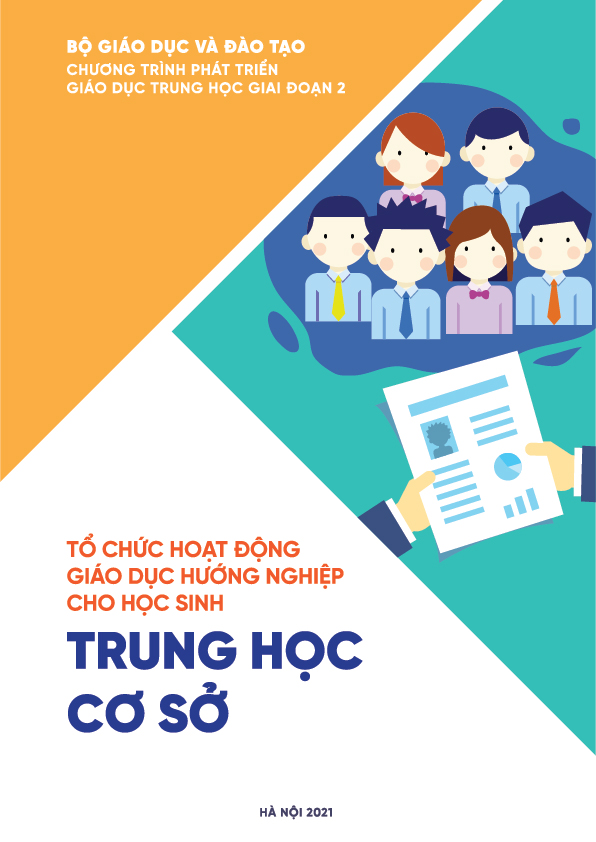 BỘ GIÁO DỤC VÀ ĐÀO TẠO
CHƯƠNG TRÌNH PHÁT TRIỂN
GIÁO DỤC TRUNG HỌC GIAI ĐOẠN 2
TỔ CHỨC HOẠT ĐỘNG
GIÁO DỤC HƯỚNG NGHIỆP
CHO HỌC SINH
TRUNG HỌC
CƠ SỞ
HÀ NỘI 2021